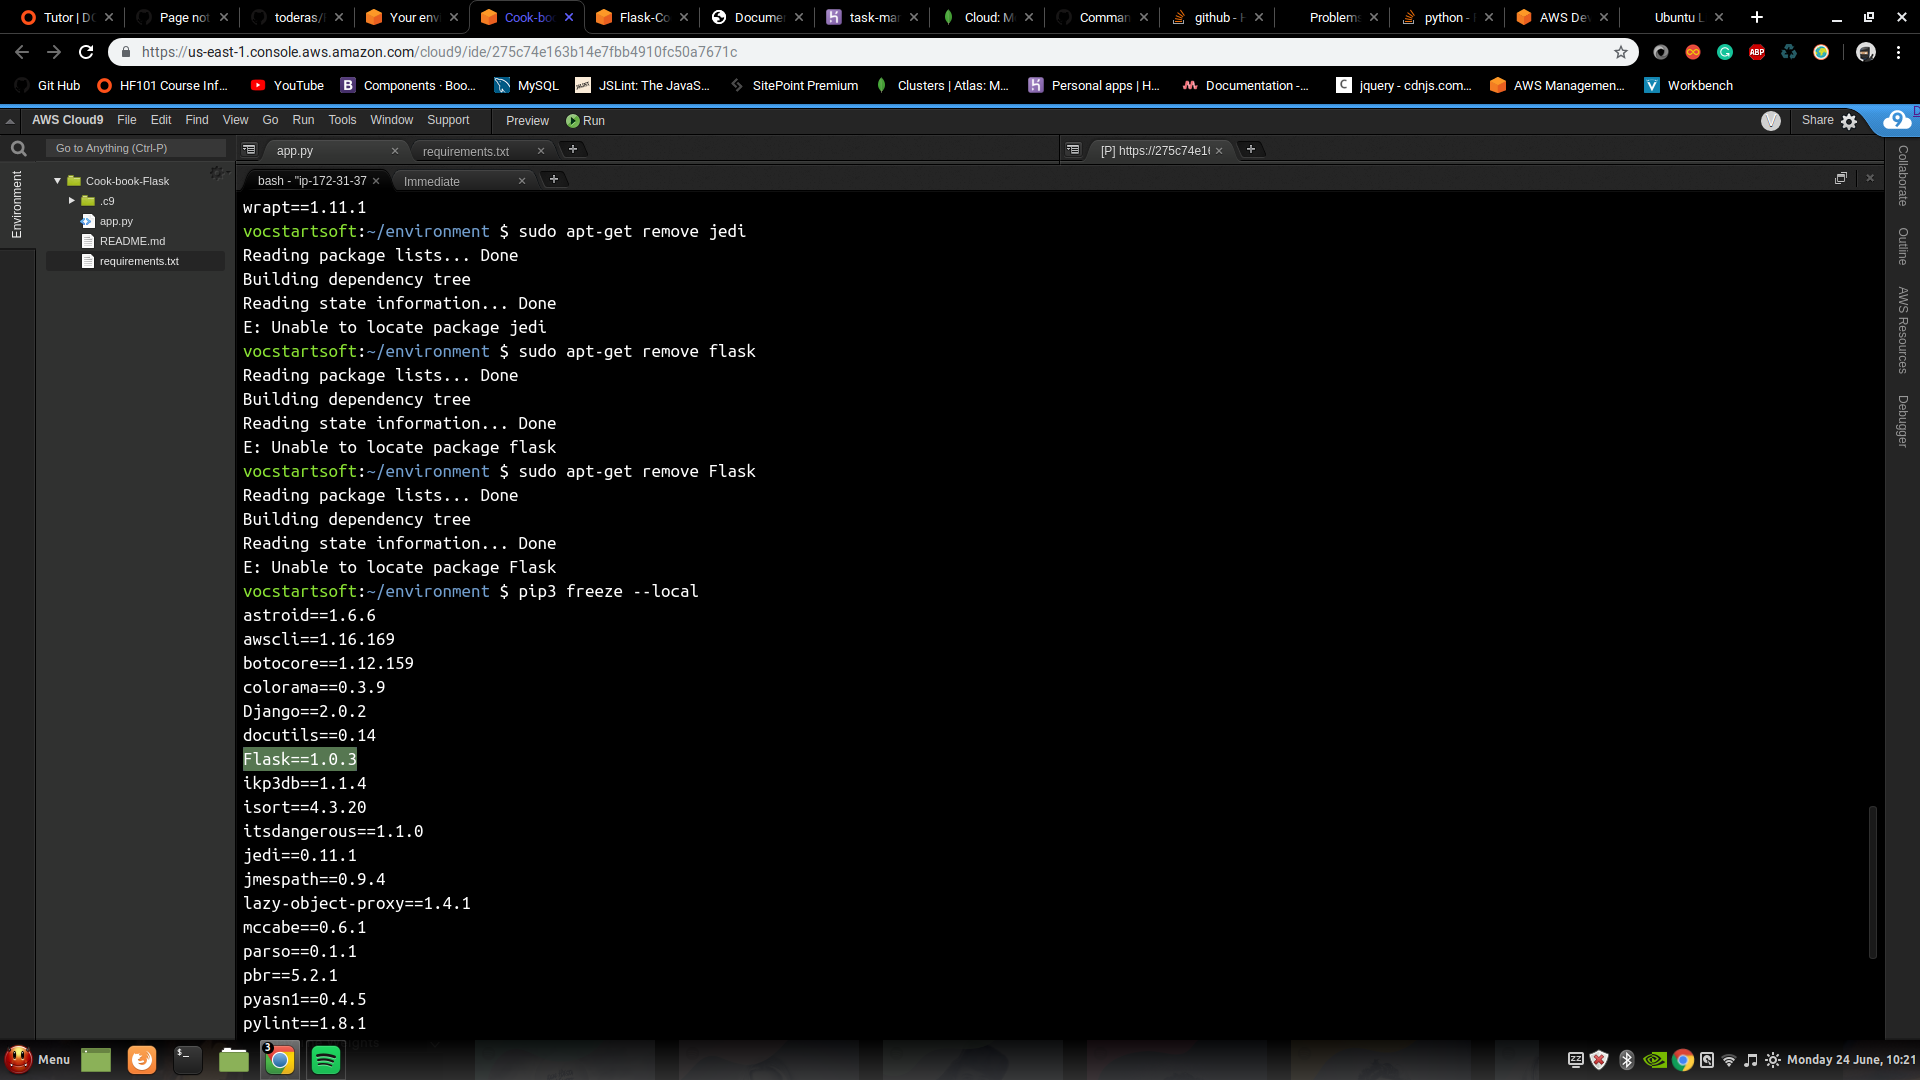 Tutor | DC
Page not
toderas/
Your env
Cook-boo
Flask-Co
Documen
task-mar
Cloud: M
Comman
github - H
Problems
python -
AWS Dev
Ubuntu L
https://us-east-1.console.aws.amazon.com/cloud9/ide/275c74e163b14e7fbb4910fc50a7671c
Git Hub
HF101 Course Inf...
YouTube
Components · Boo...
MySQL
JSLint: The JavaS...
SitePoint Premium
Clusters | Atlas: M...
Personal apps | H...
Documentation -...
jquery - cdnjs.com...
AWS Managemen...
Workbench
AWS Cloud9 File Edit Find View Go Run Tools Window Support Preview Run
V Share
Go to Anything (Ctrl-P)
app.py
requirements.txt
[P] https://275c74e16
bash - "ip-172-31-37
Immediate
Environment
Cook-book-Flask
.c9
app.py
README.md
requirements.txt
wrapt==1.11.1
vocstartsoft:~/environment $ sudo apt-get remove jedi
Reading package lists... Done
Building dependency tree
Reading state information... Done
E: Unable to locate package jedi
vocstartsoft:~/environment $ sudo apt-get remove flask
Reading package lists... Done
Building dependency tree
Reading state information... Done
E: Unable to locate package flask
vocstartsoft:~/environment $ sudo apt-get remove Flask
Reading package lists... Done
Building dependency tree
Reading state information... Done
E: Unable to locate package Flask
vocstartsoft:~/environment $ pip3 freeze --local
astroid==1.6.6
awscli==1.16.169
botocore==1.12.159
colorama==0.3.9
Django==2.0.2
docutils==0.14
Flask==1.0.3
ikp3db==1.1.4
isort==4.3.20
itsdangerous==1.1.0
jedi==0.11.1
jmespath==0.9.4
lazy-object-proxy==1.4.1
mccabe==0.6.1
parso==0.1.1
pbr==5.2.1
pyasn1==0.4.5
pylint==1.8.1
Collaborate
Outline
AWS Resources
Debugger
Menu
3
Monday 24 June, 10:21